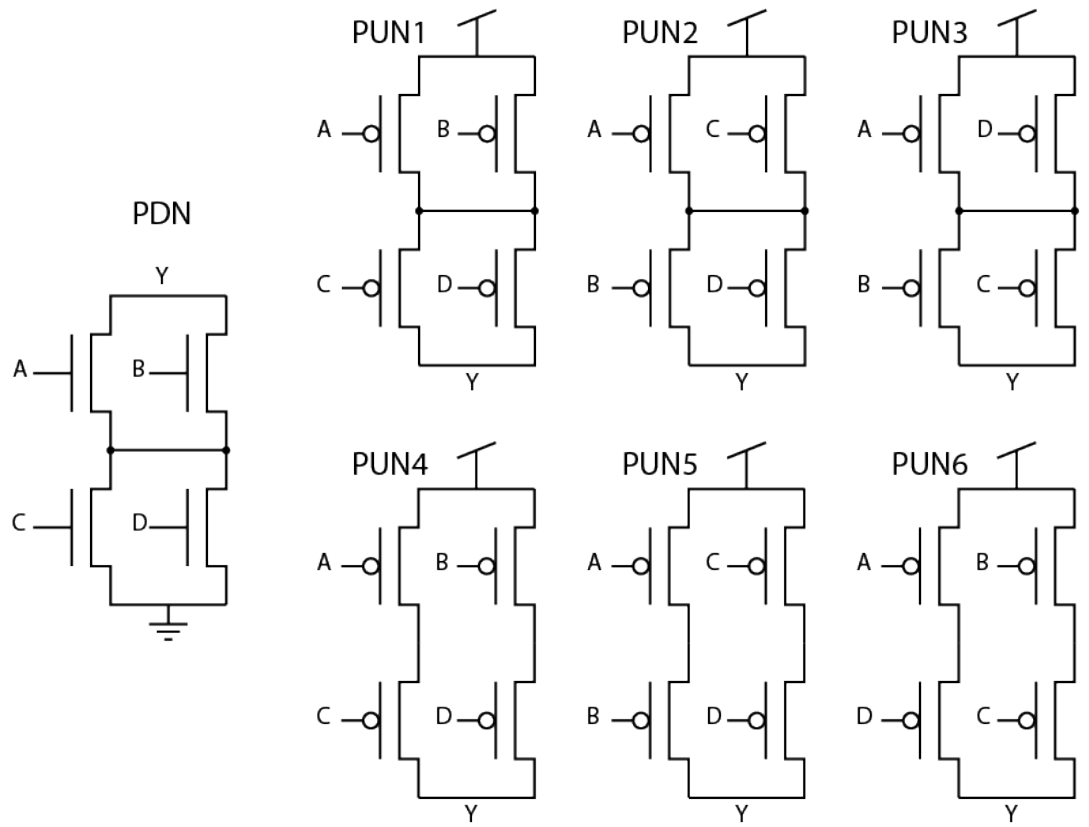 PUN1 PUN2 PUN3
A B A C A D
PDN
C D B D B C
Y
Y Y Y
A B
PUN4 PUN5 PUN6
C D
A B A C A B
C D B D D C
Y Y Y